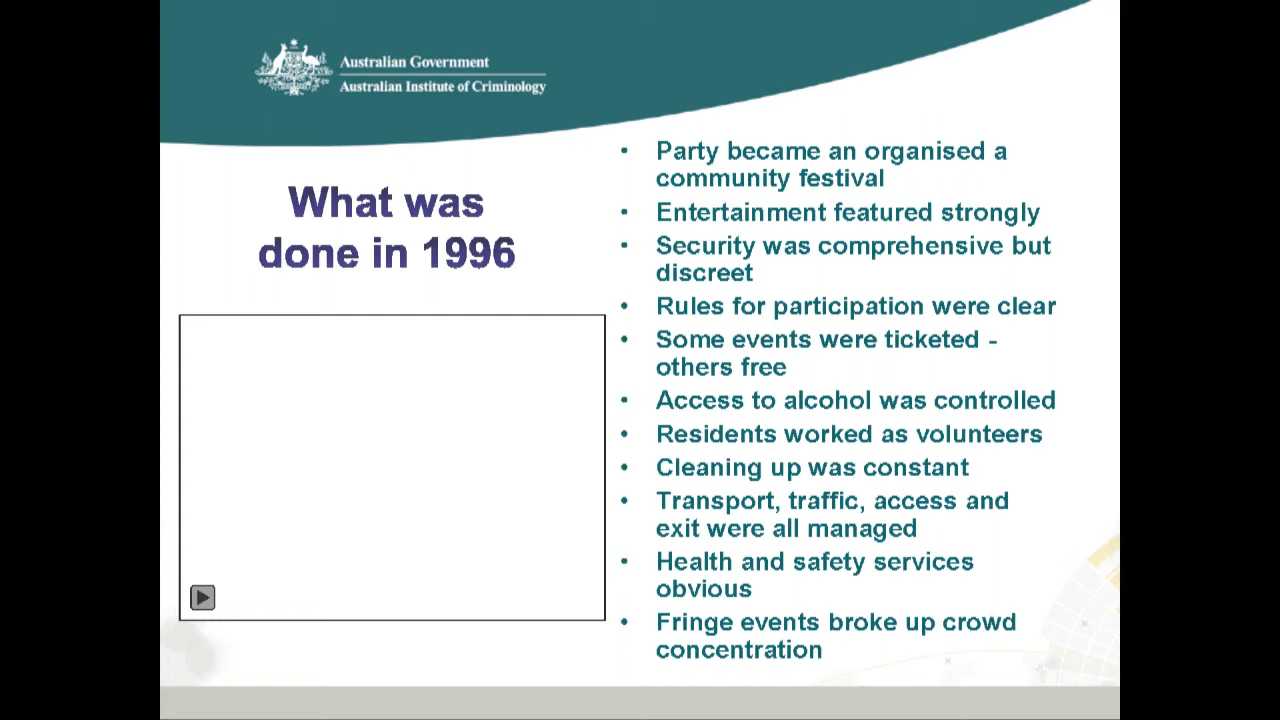 Australian Government
Australian Institute of Criminology
What was
done in 1996
• Party became an organised a
community festival
• Entertainment featured strongly
• Security was comprehensive but
discreet
• Rules for participation were clear
• Some events were ticketed -
others free
• Access to alcohol was controlled
• Residents worked as volunteers
• Cleaning up was constant
• Transport, traffic, access and
exit were all managed
• Health and safety services
obvious
• Fringe events broke up crowd
concentration